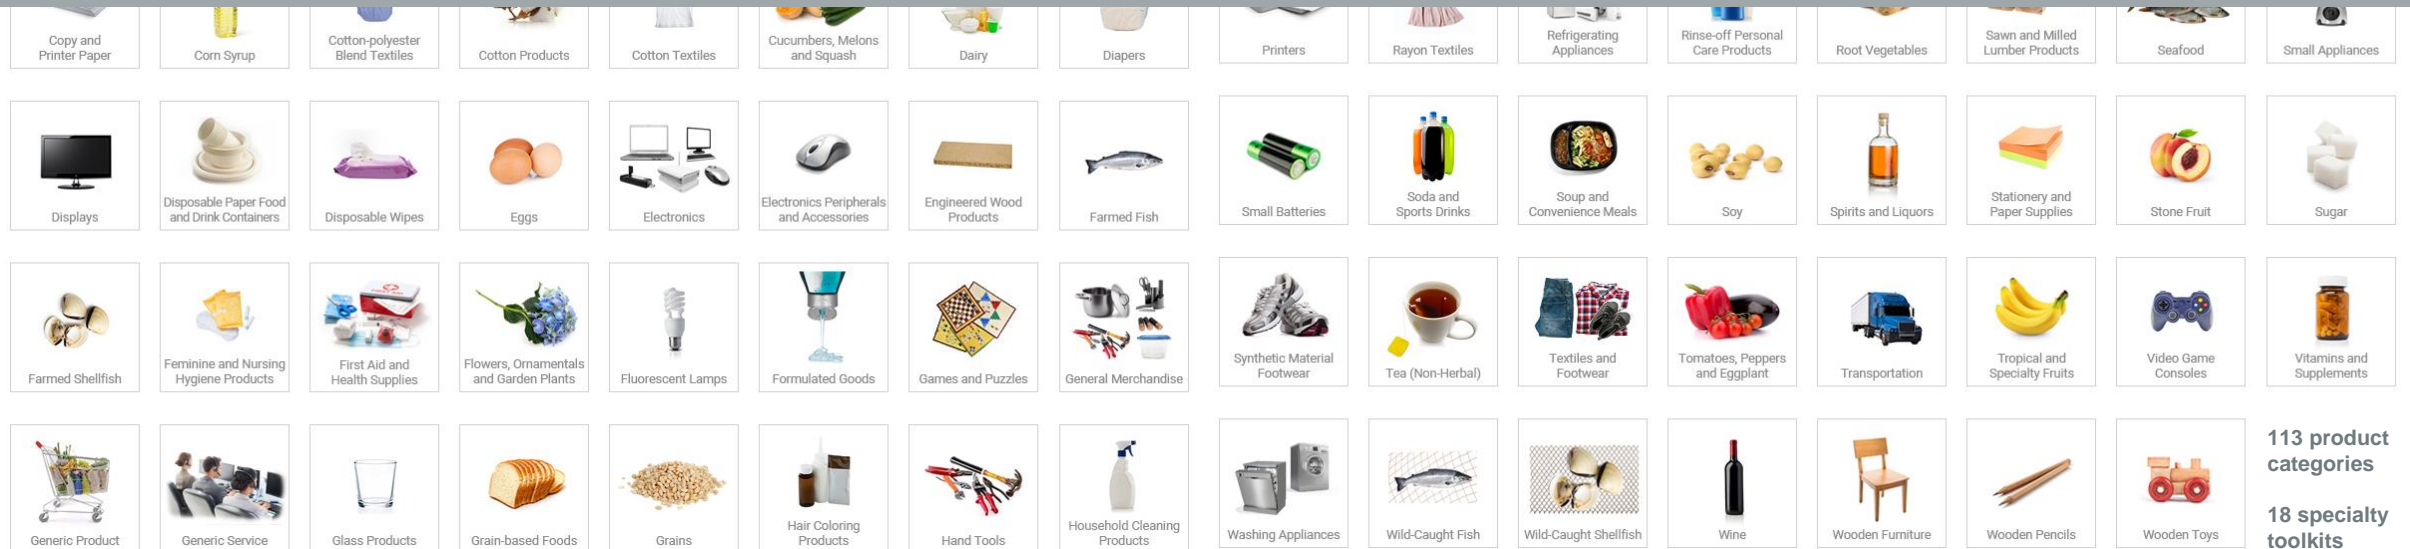 Copy and
Printer Paper
Corn Syrup
Cotton-polyester
Blend Textiles
Cotton Products
Cotton Textiles
Cucumbers, Melons
and Squash
Dairy
Diapers
Printers
Rayon Textiles
Refrigerating
Appliances
Rinse-off Personal
Care Products
Root Vegetables
Sawn and Milled
Lumber Products
Seafood
Small Appliances
Displays
Disposable Paper Food
and Drink Containers
Disposable Wipes
Eggs
Electronics
Electronics Peripherals
and Accessories
Engineered Wood
Products
Farmed Fish
Small Batteries
Soda and
Sports Drinks
Soup and
Convenience Meals
Soy
Spirits and Liquors
Stationery and
Paper Supplies
Stone Fruit
Sugar
Farmed Shellfish
Feminine and Nursing
Hygiene Products
First Aid and
Health Supplies
Flowers, Ornamentals
and Garden Plants
Fluorescent Lamps
Formulated Goods
Games and Puzzles
General Merchandise
Synthetic Material
Footwear
Tea (Non-Herbal)
Textiles and
Footwear
Tomatoes, Peppers
and Eggplant
Transportation
Tropical and
Specialty Fruits
Video Game
Consoles
Vitamins and
Supplements
Generic Product
Generic Service
Glass Products
Grain-based Foods
Grains
Hair Coloring
Products
Hand Tools
Household Cleaning
Products
Washing Appliances
Wild-Caught Fish
Wild-Caught Shellfish
Wine
Wooden Furniture
Wooden Pencils
Wooden Toys
113 product
categories
18 specialty
toolkits